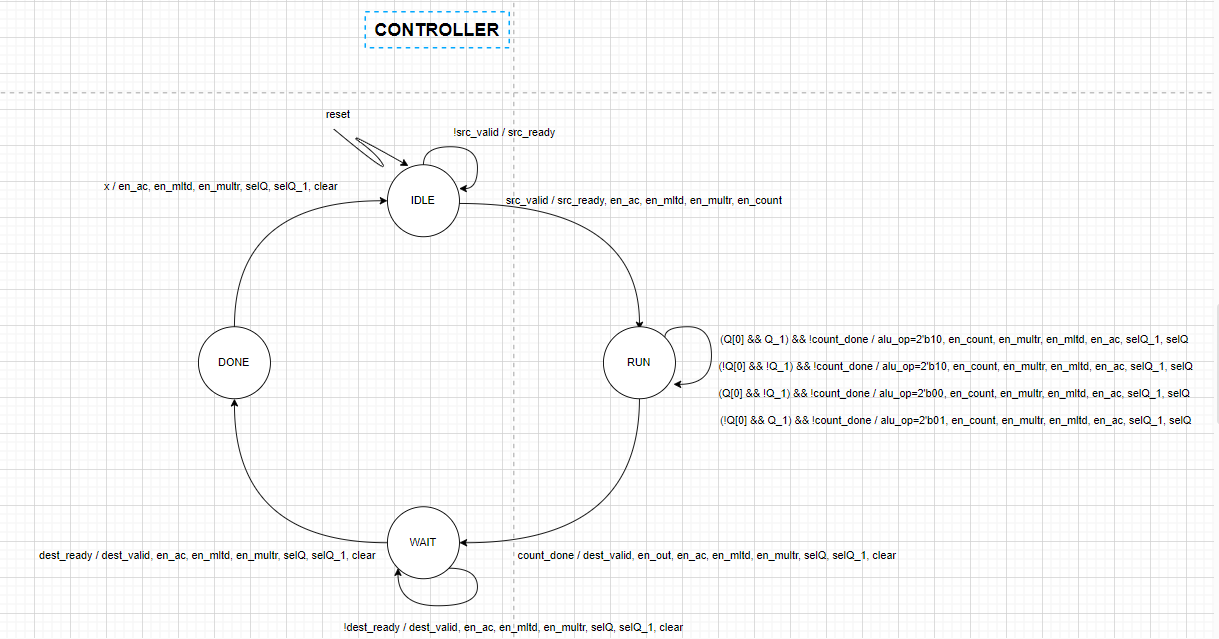 CONTROLLER
reset
!src_valid / src_ready
x / en_ac, en_mltd, en_multr, selQ, selQ_1, clear
IDLE
src_valid / src_ready, en_ac, en_mltd, en_multr, en_count
DONE
RUN
(Q[0] && Q_1) && !count_done / alu_op=2'b10, en_count, en_multr, en_mltd, en_ac, selQ_1, selQ
(!Q[0] && !Q_1) && !count_done / alu_op=2'b10, en_count, en_multr, en_mltd, en_ac, selQ_1, selQ
(Q[0] && !Q_1) && !count_done / alu_op=2'b00, en_count, en_multr, en_mltd, en_ac, selQ_1, selQ
(!Q[0] && Q_1) && !count_done / alu_op=2'b01, en_count, en_multr, en_mltd, en_ac, selQ_1, selQ
WAIT
dest_ready / dest_valid, en_ac, en_mltd, en_multr, selQ, selQ_1, clear
count_done / dest_valid, en_out, en_ac, en_mltd, en_multr, selQ, selQ_1, clear
!dest_ready / dest_valid, en_ac, en_mltd, en_multr, selQ, selQ_1, clear